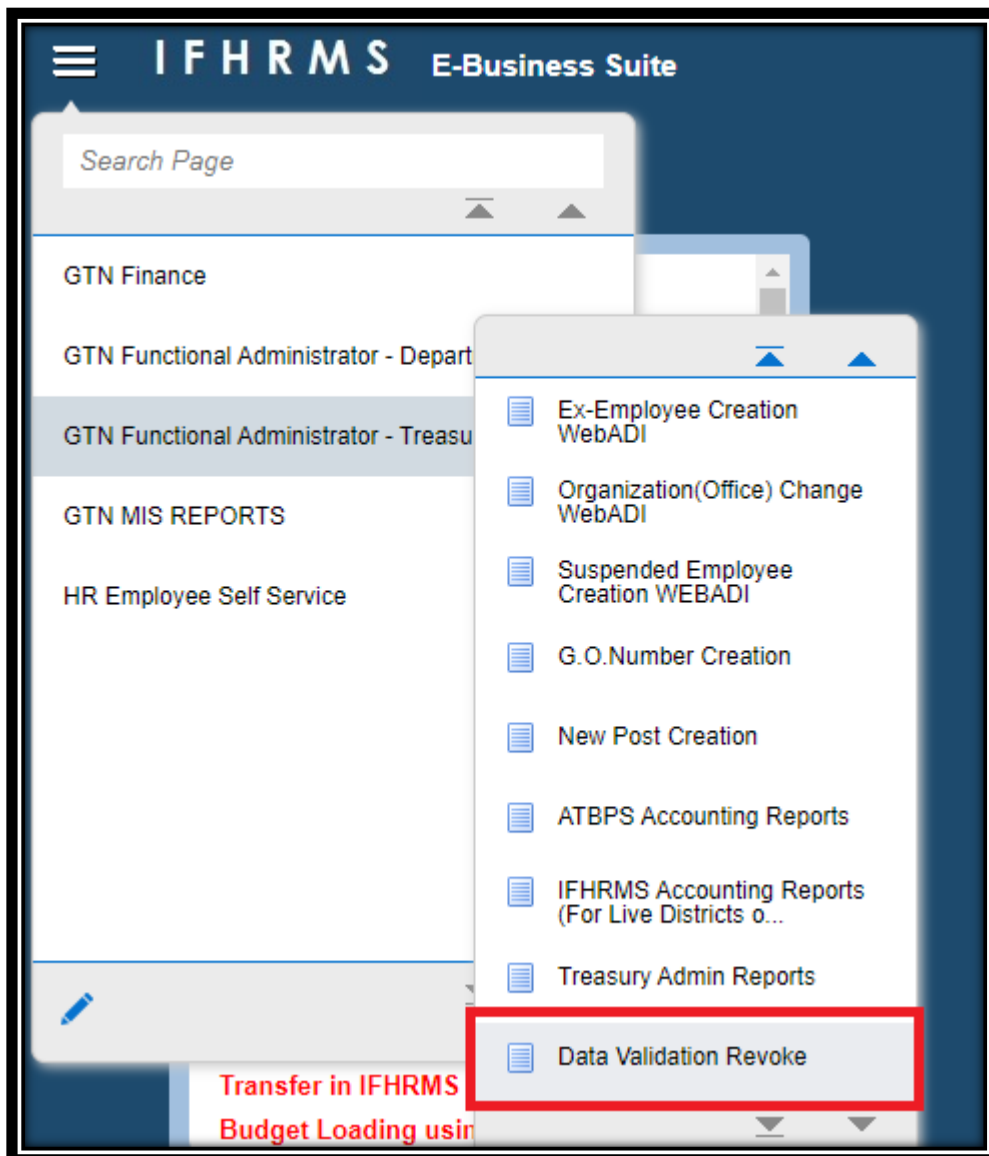 IFHRMS E-Business Suite
Search Page
GTN Finance
GTN Functional Administrator - Depart
GTN Functional Administrator - Treasu
GTN MIS REPORTS
HR Employee Self Service
Ex-Employee Creation
WebADI
Organization(Office) Change
WebADI
Suspended Employee
Creation WEBADI
G.O.Number Creation
New Post Creation
ATBPS Accounting Reports
IFHRMS Accounting Reports
(For Live Districts o...
Treasury Admin Reports
Data Validation Revoke
Transfer in IFHRMS
Budget Loading usin